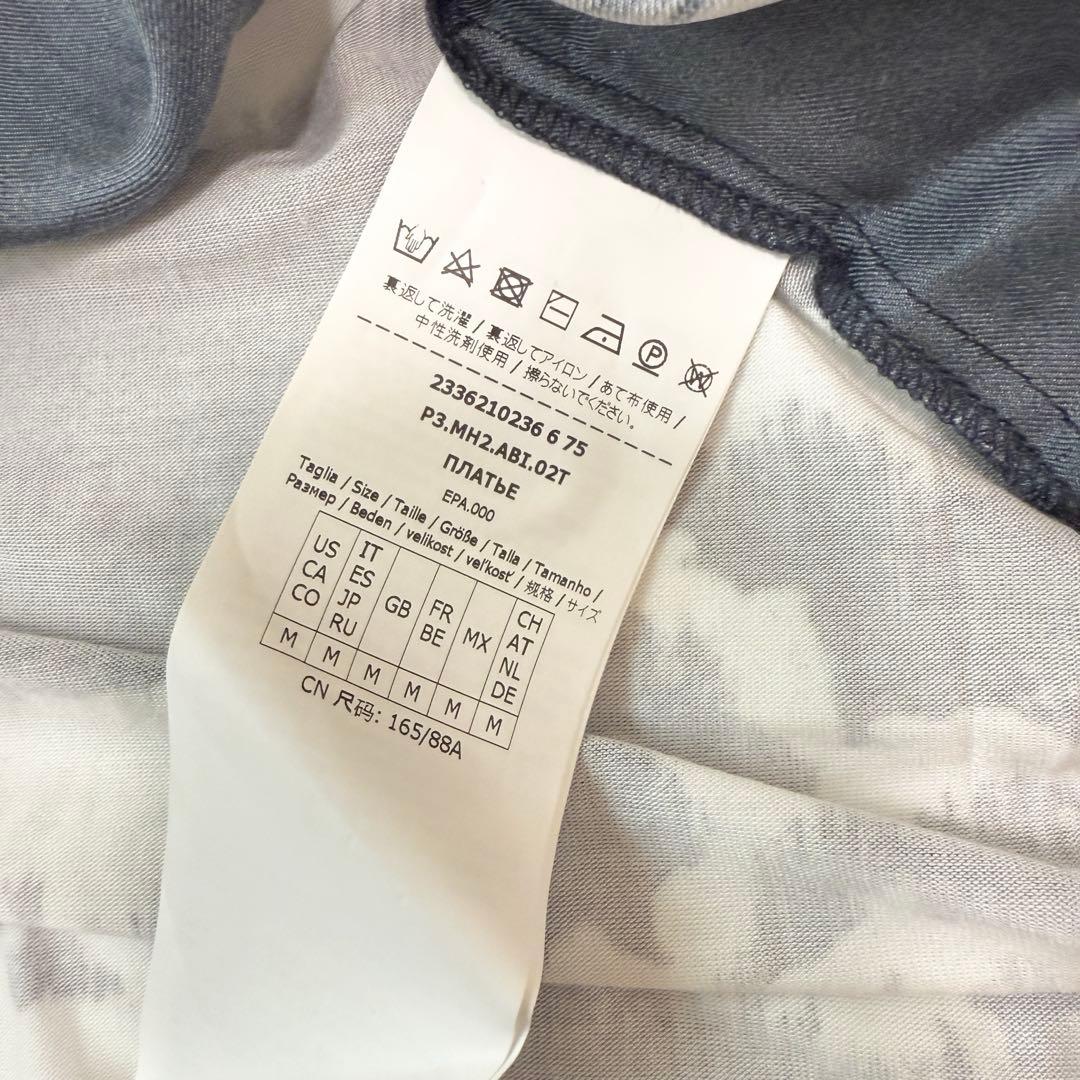 裏返して洗濯 / 裏返してアイロン / あて布使用 /
中性洗剤使用 / 擦らないでください。
2336210236 6 75
P3.MH2.ABI.02T
ПЛАТЬЕ
EPA.000
Taglia / Size / Taille / Größe / Talla / Tamanho /
Размер / Beden / velikost / veľkosť / 规格 / サイズ
US CA CO
IT ES JP RU
GB
FR BE
MX
CH AT NL DE
M M M M M M
CN 尺码: 165/88A